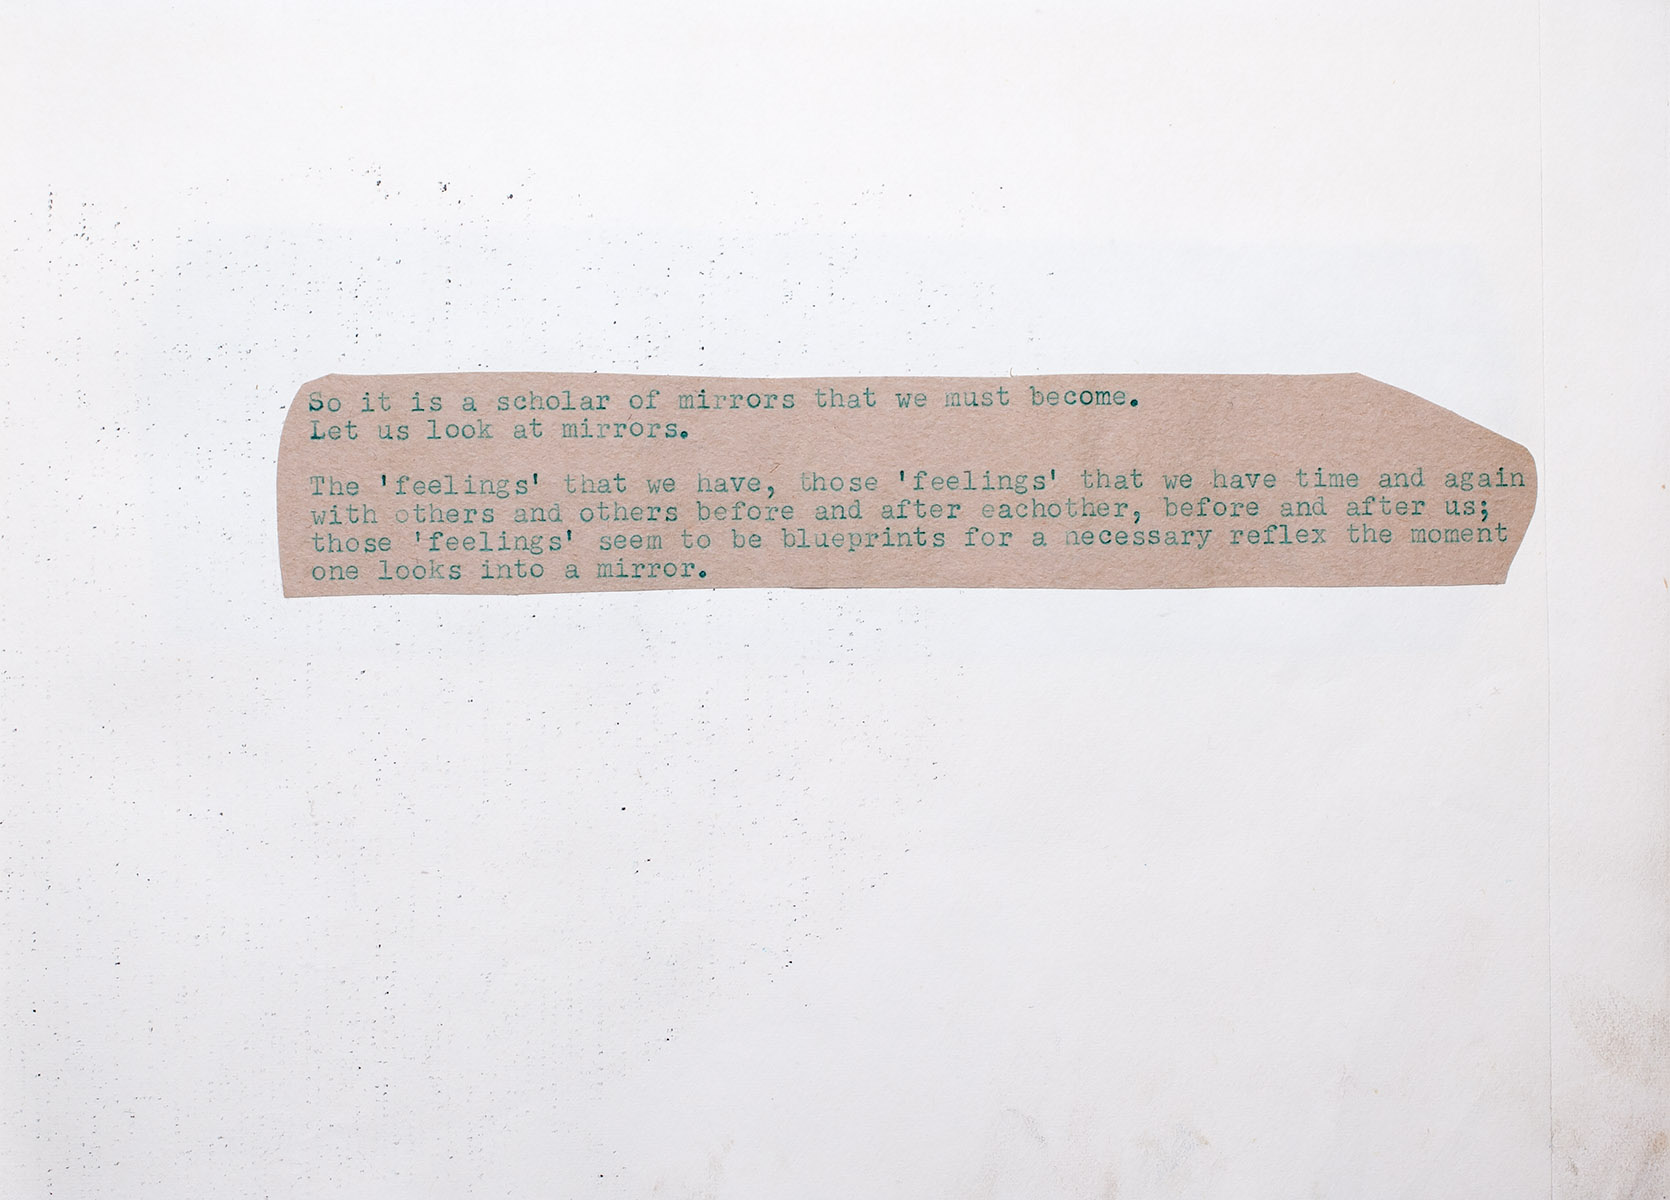 So it is a scholar of mirrors that we must become.
Let us look at mirrors.
The 'feelings' that we have, those 'feelings' that we have time and again
with others and others before and after eachother, before and after us;
those 'feelings' seem to be blueprints for a necessary reflex the moment
one looks into a mirror.